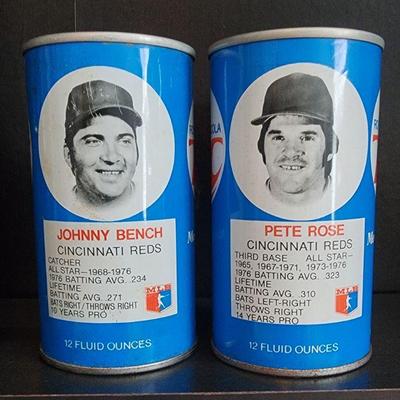 JOHNNY BENCH
CINCINNATI REDS
CATCHER
ALL STAR—1968-1976
1976 BATTING AVG. .234
LIFETIME
BATTING AVG. .271
BATS RIGHT/THROWS RIGHT
10 YEARS PRO
MLB
12 FLUID OUNCES
COLA
PETE ROSE
CINCINNATI REDS
THIRD BASE ALL STAR—
1965, 1967-1971, 1973-1976
1976 BATTING AVG. .323
LIFETIME
BATTING AVG. .310
BATS LEFT-RIGHT
THROWS RIGHT
14 YEARS PRO
MLB
12 FLUID OUNCES